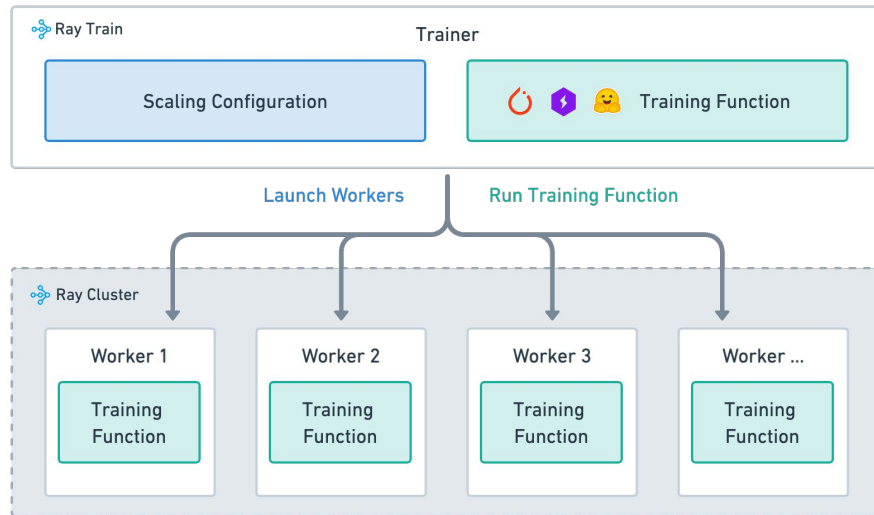 Ray Train
Trainer
Scaling Configuration
Training Function
Launch Workers
Run Training Function
Ray Cluster
Worker 1
Training
Function
Worker 2
Training
Function
Worker 3
Training
Function
Worker ...
Training
Function